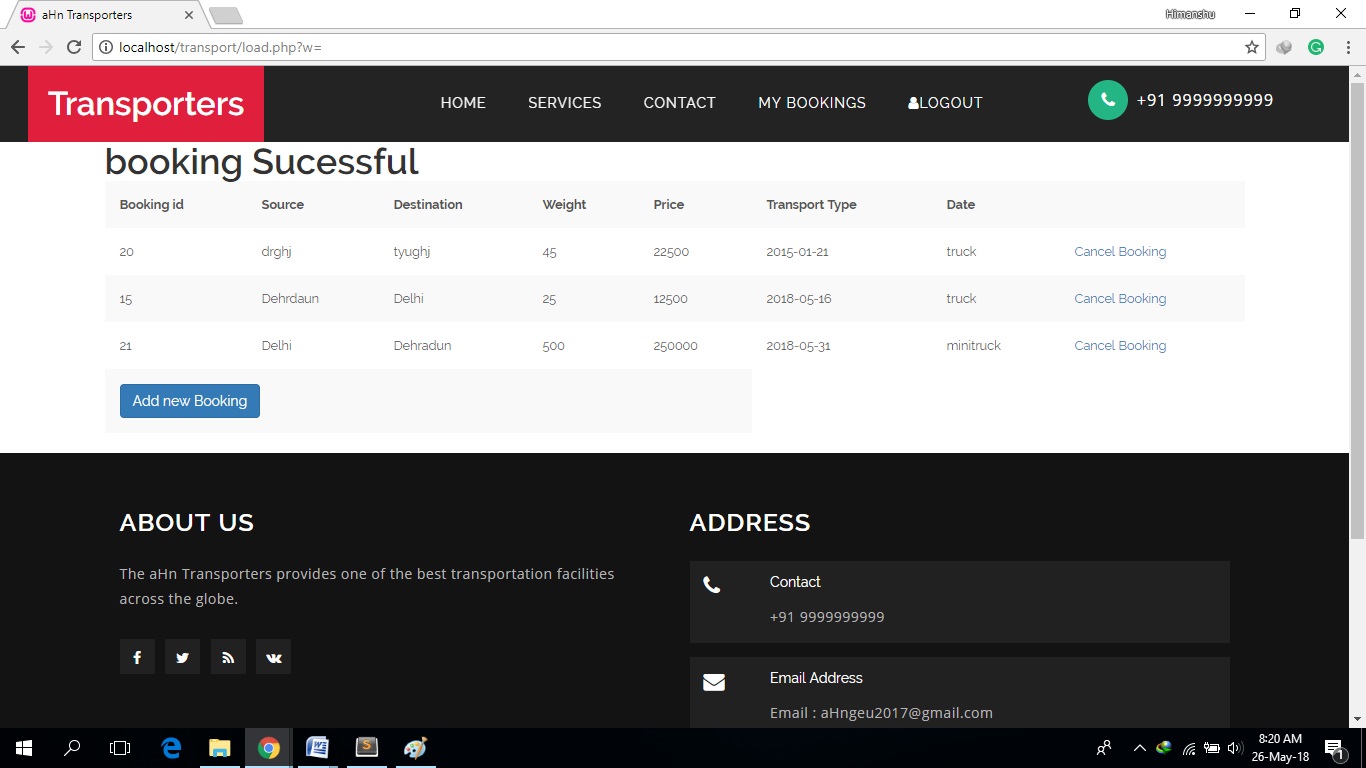 aHn Transporters
Himanshu
localhost/transport/load.php?w=
Transporters
HOME SERVICES CONTACT MY BOOKINGS LOGOUT
+91 9999999999
booking Sucessful
Booking id Source Destination Weight Price Transport Type Date
20 drghj tyughj 45 22500 2015-01-21 truck Cancel Booking
15 Dehrdaun Delhi 25 12500 2018-05-16 truck Cancel Booking
21 Delhi Dehradun 500 250000 2018-05-31 minitruck Cancel Booking
Add new Booking
ABOUT US
The aHn Transporters provides one of the best transportation facilities
across the globe.
ADDRESS
Contact
+91 9999999999
Email Address
Email : aHngeu2017@gmail.com
8:20 AM
26-May-18
1